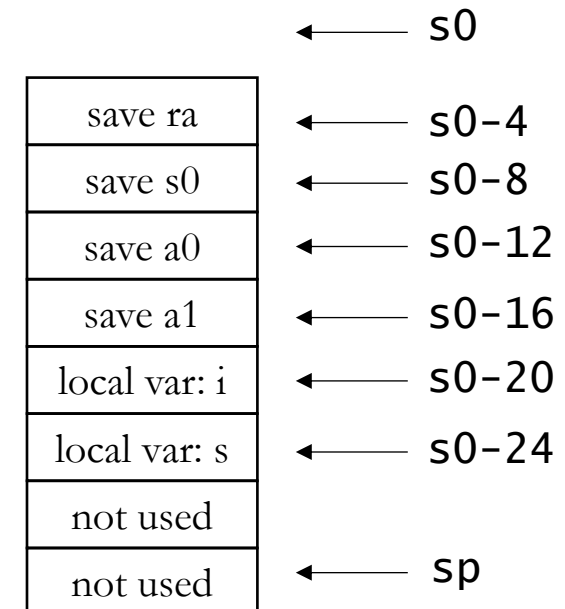 s0
save ra s0-4
save s0 s0-8
save a0 s0-12
save a1 s0-16
local var: i s0-20
local var: s s0-24
not used
not used sp